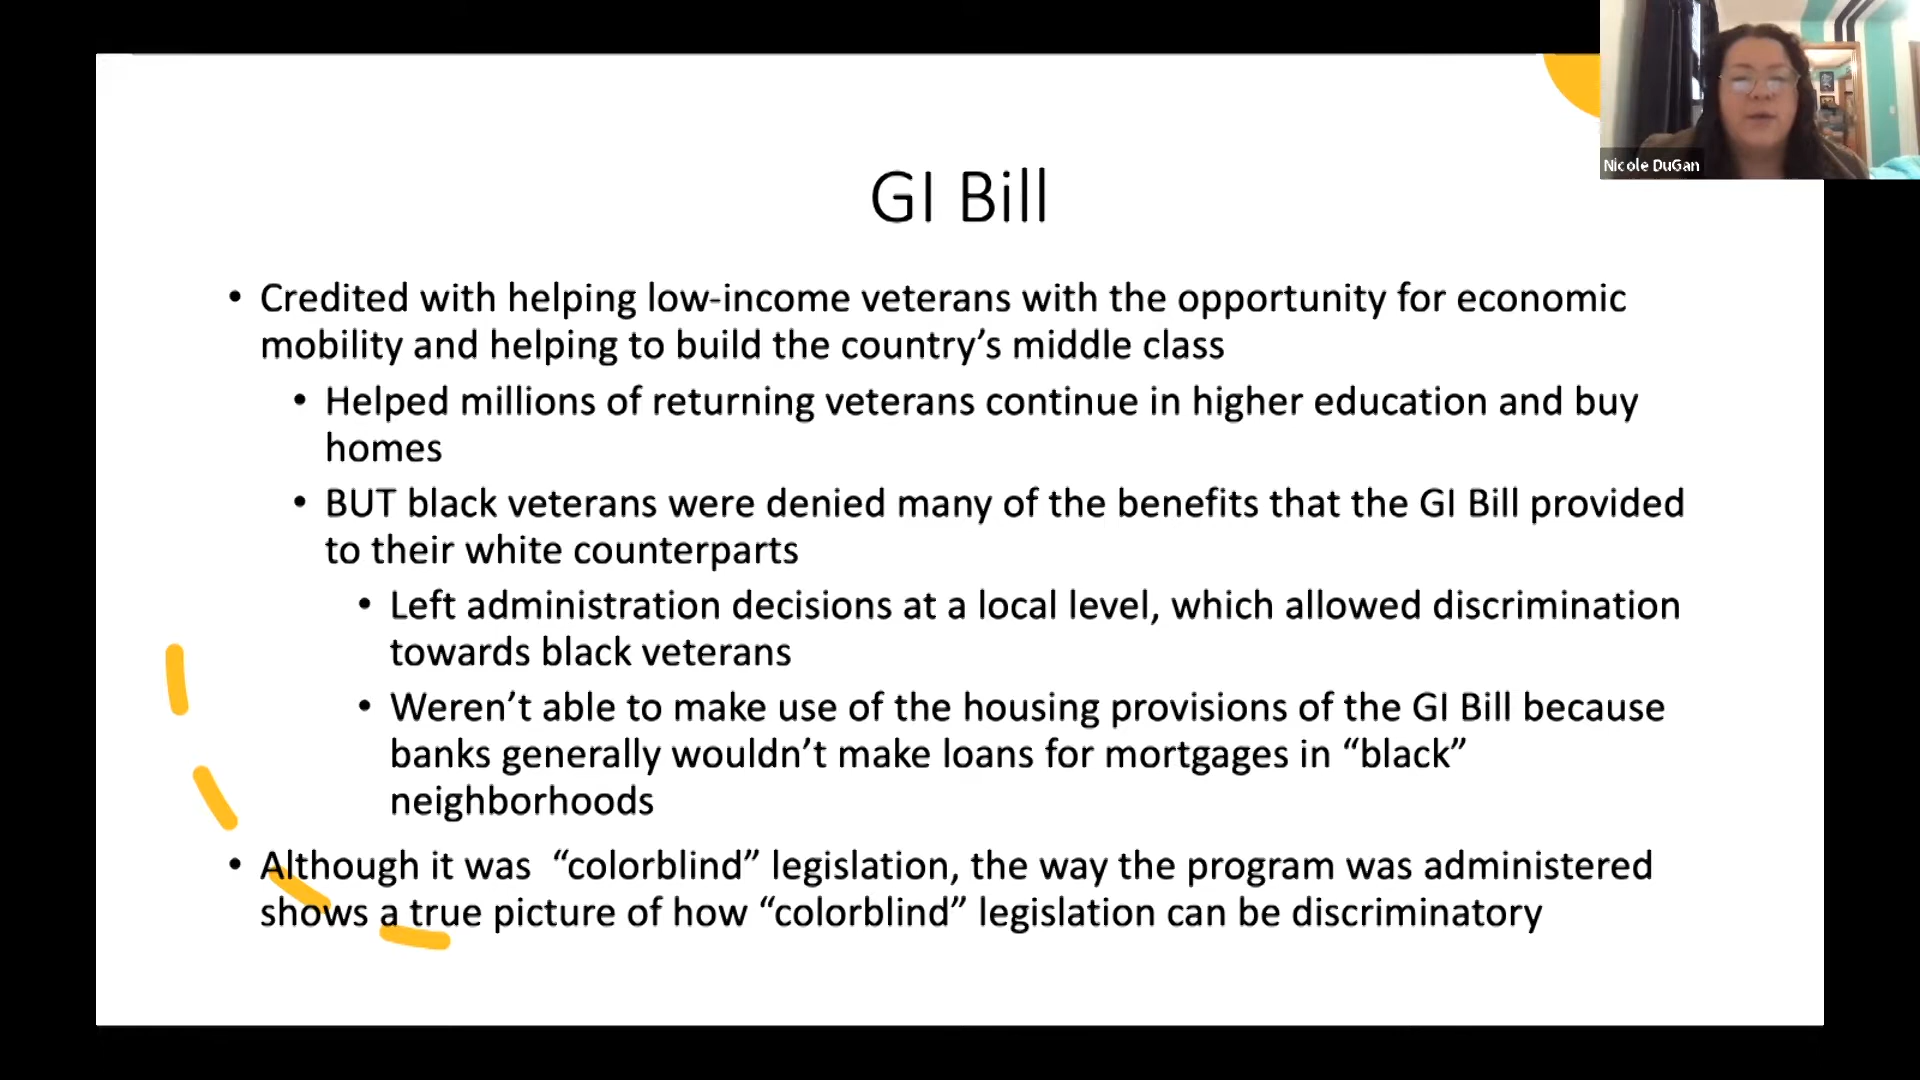 Nicole DuGan
GI Bill
• Credited with helping low-income veterans with the opportunity for economic
mobility and helping to build the country’s middle class
• Helped millions of returning veterans continue in higher education and buy
homes
• BUT black veterans were denied many of the benefits that the GI Bill provided
to their white counterparts
• Left administration decisions at a local level, which allowed discrimination
towards black veterans
• Weren’t able to make use of the housing provisions of the GI Bill because
banks generally wouldn’t make loans for mortgages in “black”
neighborhoods
• Although it was “colorblind” legislation, the way the program was administered
shows a true picture of how “colorblind” legislation can be discriminatory